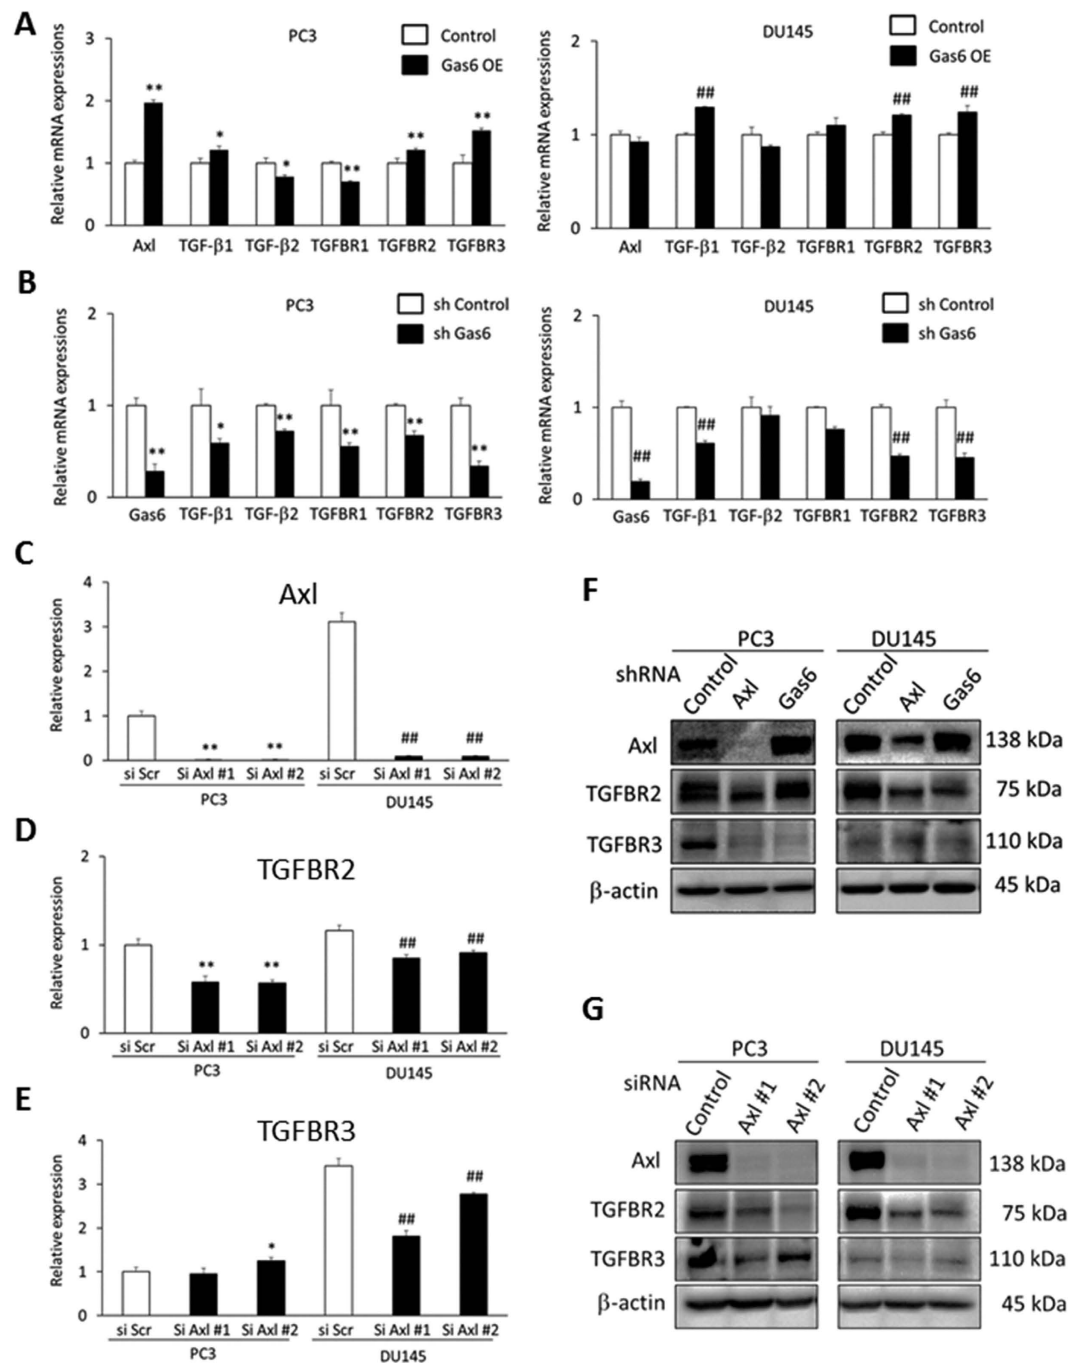 A
PC3
Control
Gas6 OE
Relative mRNA expressions
3
2
1
0
** * * ** ** **
Axl TGF-β1 TGF-β2 TGFBR1 TGFBR2 TGFBR3
DU145
Control
Gas6 OE
Relative mRNA expressions
2
1
0
## ## ##
Axl TGF-β1 TGF-β2 TGFBR1 TGFBR2 TGFBR3
B
PC3
sh Control
sh Gas6
Relative mRNA expressions
2
1
0
** * ** ** ** **
Gas6 TGF-β1 TGF-β2 TGFBR1 TGFBR2 TGFBR3
DU145
sh Control
sh Gas6
Relative mRNA expressions
2
1
0
## ## ## ##
Gas6 TGF-β1 TGF-β2 TGFBR1 TGFBR2 TGFBR3
C
Axl
Relative expression
4
3
2
1
0
** ** ## ##
si Scr Si Axl #1 Si Axl #2 si Scr Si Axl #1 Si Axl #2
PC3 DU145
D
TGFBR2
Relative expression
2
1
0
** ** ## ##
si Scr Si Axl #1 Si Axl #2 si Scr Si Axl #1 Si Axl #2
PC3 DU145
E
TGFBR3
Relative expression
4
3
2
1
0
* ## ##
si Scr Si Axl #1 Si Axl #2 si Scr Si Axl #1 Si Axl #2
PC3 DU145
F
PC3 DU145
shRNA Control Axl Gas6 Control Axl Gas6
Axl 138 kDa
TGFBR2 75 kDa
TGFBR3 110 kDa
β-actin 45 kDa
G
PC3 DU145
siRNA Control Axl #1 Axl #2 Control Axl #1 Axl #2
Axl 138 kDa
TGFBR2 75 kDa
TGFBR3 110 kDa
β-actin 45 kDa